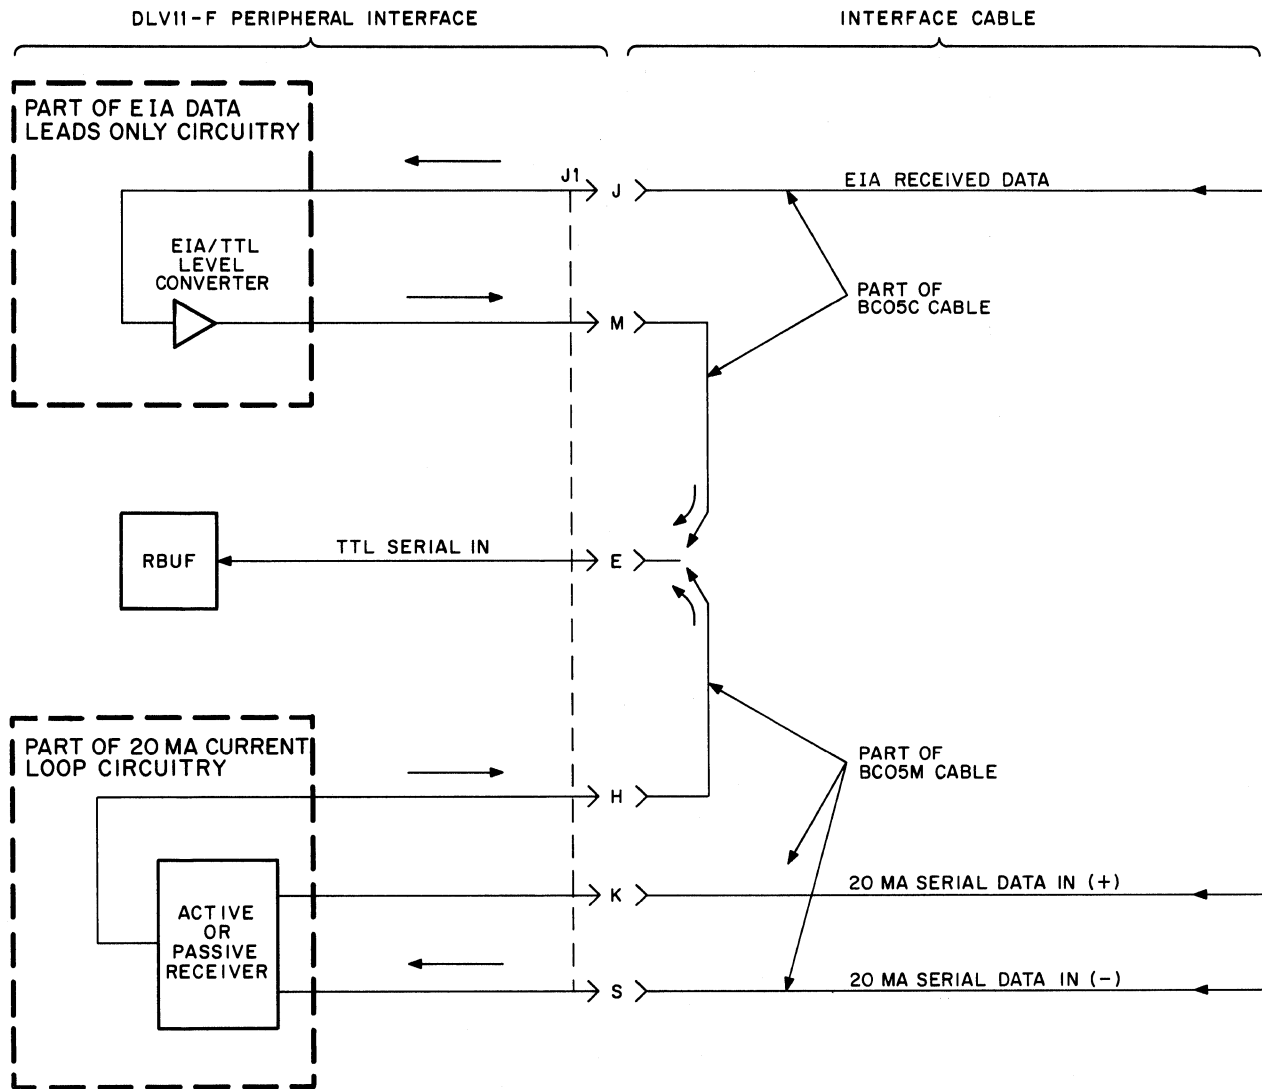 DLV11-F PERIPHERAL INTERFACE
INTERFACE CABLE
PART OF EIA DATA
LEADS ONLY CIRCUITRY
J1
J
EIA RECEIVED DATA
EIA/TTL
LEVEL
CONVERTER
M
PART OF
BC05C CABLE
RBUF
TTL SERIAL IN
E
PART OF 20 MA CURRENT
LOOP CIRCUITRY
PART OF
BC05M CABLE
H
K
20 MA SERIAL DATA IN (+)
ACTIVE
OR
PASSIVE
RECEIVER
S
20 MA SERIAL DATA IN (-)